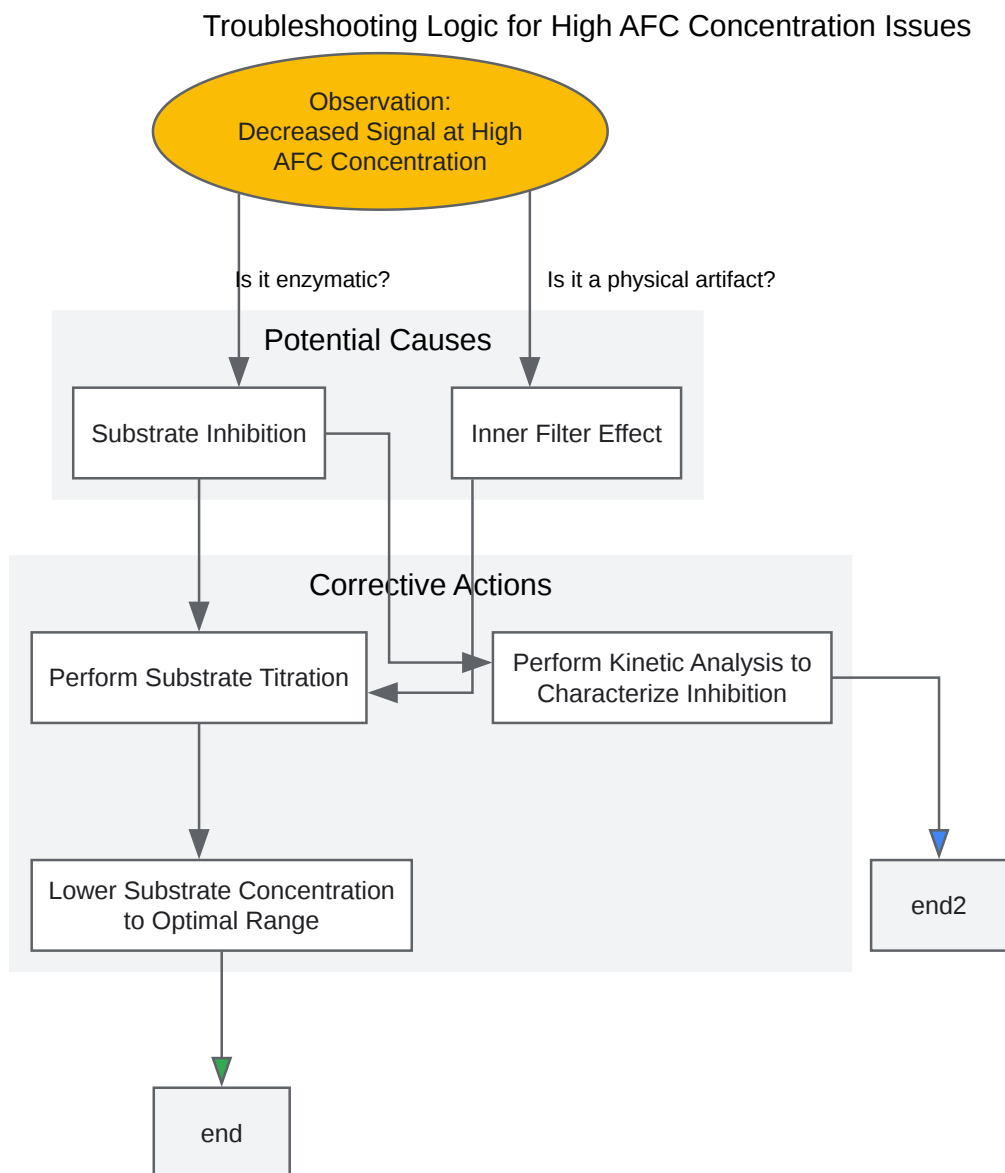 Troubleshooting Logic for High AFC Concentration Issues
Observation:
Decreased Signal at High
AFC Concentration
Is it enzymatic?
Is it a physical artifact?
Potential Causes
Substrate Inhibition
Inner Filter Effect
Corrective Actions
Perform Substrate Titration
Perform Kinetic Analysis to
Characterize Inhibition
Lower Substrate Concentration
to Optimal Range
end2
end